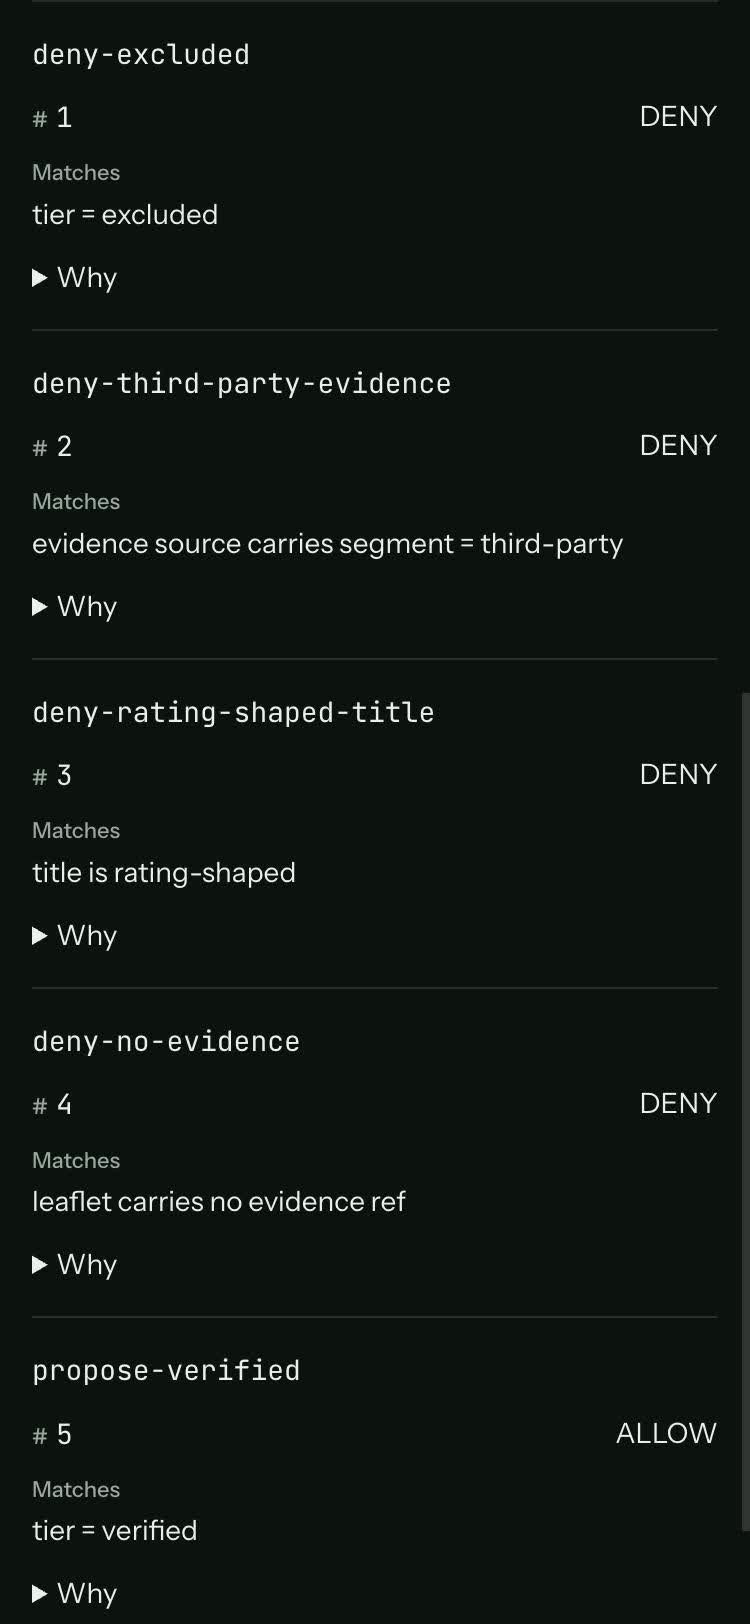 deny-excluded
# 1 DENY
Matches
tier = excluded
▶ Why
deny-third-party-evidence
# 2 DENY
Matches
evidence source carries segment = third-party
▶ Why
deny-rating-shaped-title
# 3 DENY
Matches
title is rating-shaped
▶ Why
deny-no-evidence
# 4 DENY
Matches
leaflet carries no evidence ref
▶ Why
propose-verified
# 5 ALLOW
Matches
tier = verified
▶ Why